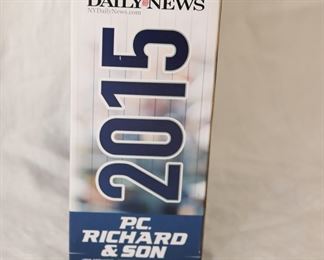 DAILY NEWS
NYDailyNews.com
2015
P.C.
RICHARD
& SON